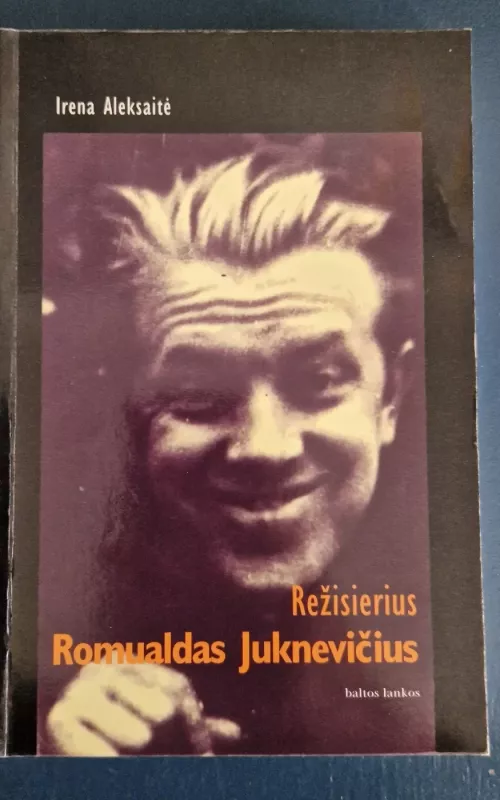 Irena Aleksaitė
Režisierius
Romualdas Juknevičius
baltos lankos